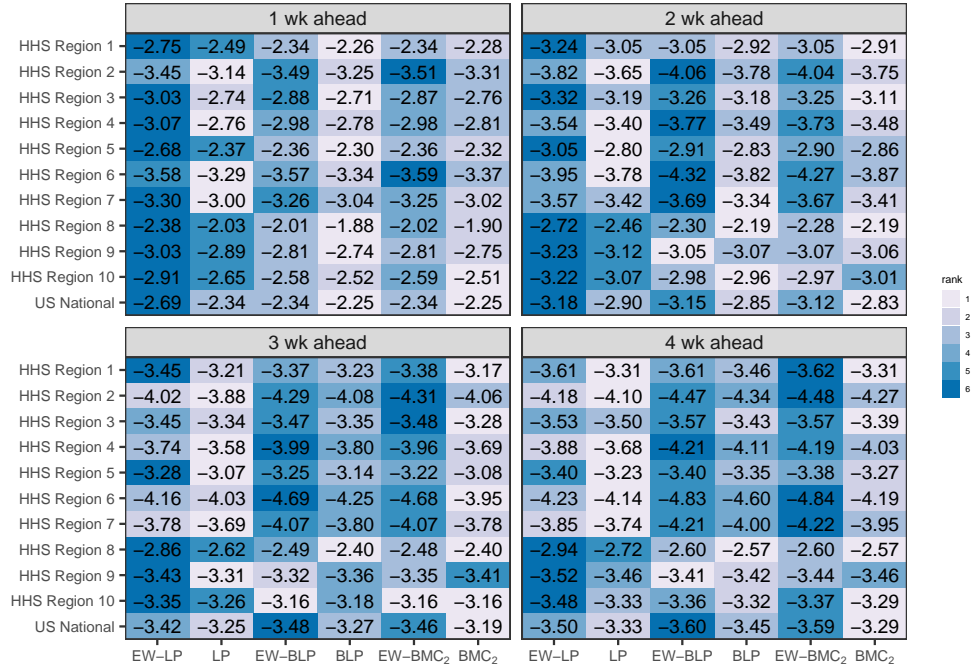 1 wk ahead 2 wk ahead
HHS Region 1 −2.75 −2.49 −2.34 −2.26 −2.34 −2.28 −3.24 −3.05 −3.05 −2.92 −3.05 −2.91
HHS Region 2 −3.45 −3.14 −3.49 −3.25 −3.51 −3.31 −3.82 −3.65 −4.06 −3.78 −4.04 −3.75
HHS Region 3 −3.03 −2.74 −2.88 −2.71 −2.87 −2.76 −3.32 −3.19 −3.26 −3.18 −3.25 −3.11
HHS Region 4 −3.07 −2.76 −2.98 −2.78 −2.98 −2.81 −3.54 −3.40 −3.77 −3.49 −3.73 −3.48
HHS Region 5 −2.68 −2.37 −2.36 −2.30 −2.36 −2.32 −3.05 −2.80 −2.91 −2.83 −2.90 −2.86
HHS Region 6 −3.58 −3.29 −3.57 −3.34 −3.59 −3.37 −3.95 −3.78 −4.32 −3.82 −4.27 −3.87
HHS Region 7 −3.30 −3.00 −3.26 −3.04 −3.25 −3.02 −3.57 −3.42 −3.69 −3.34 −3.67 −3.41
HHS Region 8 −2.38 −2.03 −2.01 −1.88 −2.02 −1.90 −2.72 −2.46 −2.30 −2.19 −2.28 −2.19
HHS Region 9 −3.03 −2.89 −2.81 −2.74 −2.81 −2.75 −3.23 −3.12 −3.05 −3.07 −3.07 −3.06
HHS Region 10 −2.91 −2.65 −2.58 −2.52 −2.59 −2.51 −3.22 −3.07 −2.98 −2.96 −2.97 −3.01
US National −2.69 −2.34 −2.34 −2.25 −2.34 −2.25 −3.18 −2.90 −3.15 −2.85 −3.12 −2.83
3 wk ahead 4 wk ahead
HHS Region 1 −3.45 −3.21 −3.37 −3.23 −3.38 −3.17 −3.61 −3.31 −3.61 −3.46 −3.62 −3.31
HHS Region 2 −4.02 −3.88 −4.29 −4.08 −4.31 −4.06 −4.18 −4.10 −4.47 −4.34 −4.48 −4.27
HHS Region 3 −3.45 −3.34 −3.47 −3.35 −3.48 −3.28 −3.53 −3.50 −3.57 −3.43 −3.57 −3.39
HHS Region 4 −3.74 −3.58 −3.99 −3.80 −3.96 −3.69 −3.88 −3.68 −4.21 −4.11 −4.19 −4.03
HHS Region 5 −3.28 −3.07 −3.25 −3.14 −3.22 −3.08 −3.40 −3.23 −3.40 −3.35 −3.38 −3.27
HHS Region 6 −4.16 −4.03 −4.69 −4.25 −4.68 −3.95 −4.23 −4.14 −4.83 −4.60 −4.84 −4.19
HHS Region 7 −3.78 −3.69 −4.07 −3.80 −4.07 −3.78 −3.85 −3.74 −4.21 −4.00 −4.22 −3.95
HHS Region 8 −2.86 −2.62 −2.49 −2.40 −2.48 −2.40 −2.94 −2.72 −2.60 −2.57 −2.60 −2.57
HHS Region 9 −3.43 −3.31 −3.32 −3.36 −3.35 −3.41 −3.52 −3.46 −3.41 −3.42 −3.44 −3.46
HHS Region 10 −3.35 −3.26 −3.16 −3.18 −3.16 −3.16 −3.48 −3.33 −3.36 −3.32 −3.37 −3.29
US National −3.42 −3.25 −3.48 −3.27 −3.46 −3.19 −3.50 −3.33 −3.60 −3.45 −3.59 −3.29
EW−LP LP EW−BLP BLP EW−BMC₂ BMC₂ EW−LP LP EW−BLP BLP EW−BMC₂ BMC₂
rank
1
2
3
4
5
6